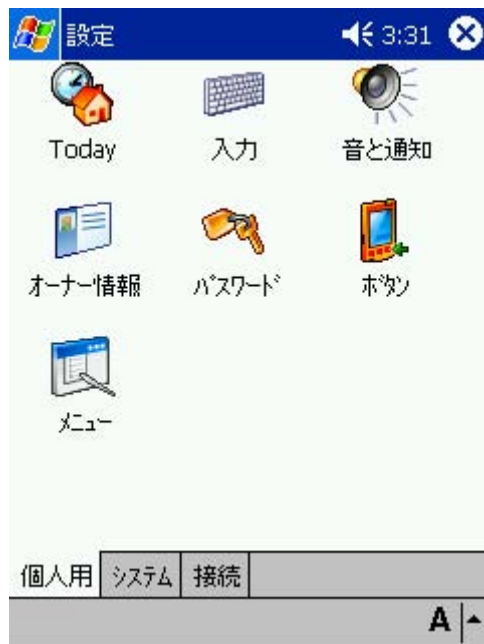 設定 3:31
Today 入力 音と通知
オーナー情報 パスワード ボタン
メニュー
個人用 システム 接続
A